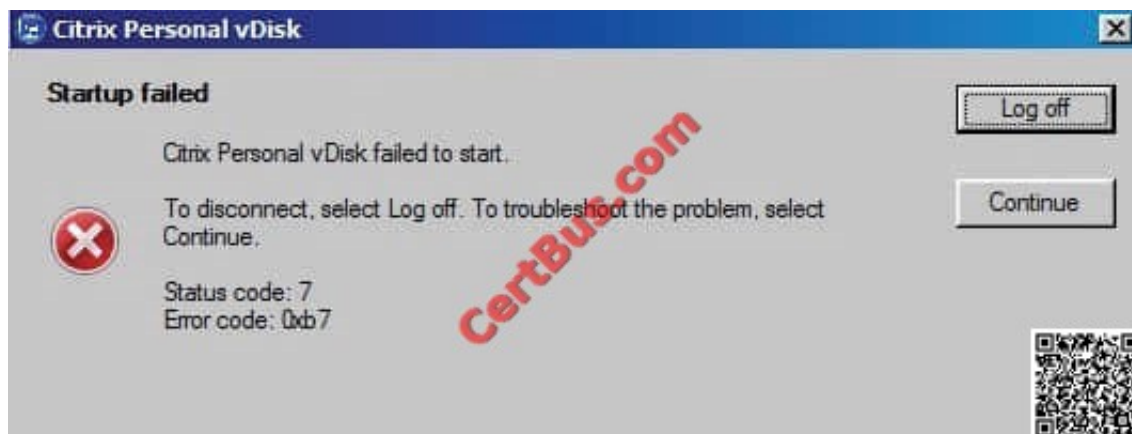 Citrix Personal vDisk
Startup failed
Log off
Citrix Personal vDisk failed to start.
To disconnect, select Log off. To troubleshoot the problem, select
Continue.
Continue
Status code: 7
Error code: 0xb7
CertBus.com